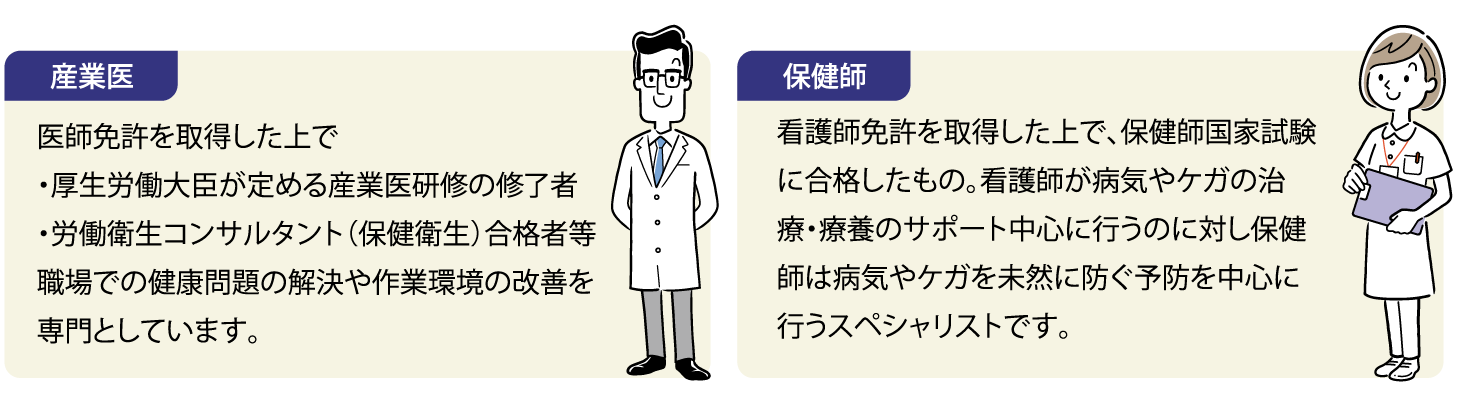 産業医
医師免許を取得した上で
・厚生労働大臣が定める産業医研修の修了者
・労働衛生コンサルタント（保健衛生）合格者等
職場での健康問題の解決や作業環境の改善を
専門としています。
保健師
看護師免許を取得した上で、保健師国家試験
に合格したもの。看護師が病気やケガの治
療・療養のサポート中心に行うのに対し保健
師は病気やケガを未然に防ぐ予防を中心に
行うスペシャリストです。